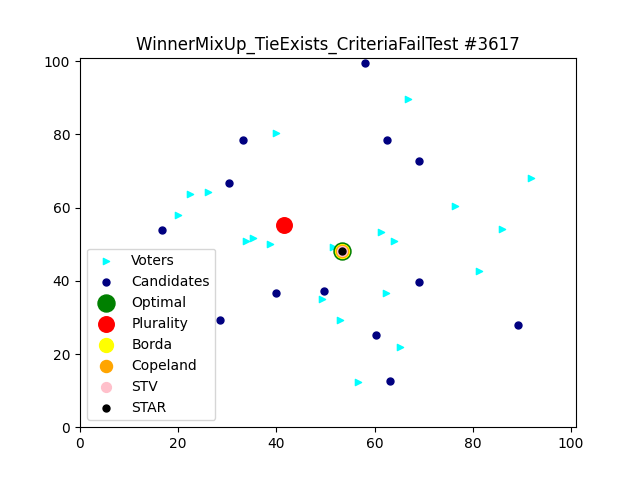 WinnerMixUp_TieExists_CriteriaFailTest #3617
100
80
60
40
20
0
Voters
Candidates
Optimal
Plurality
Borda
Copeland
STV
STAR
0 20 40 60 80 100